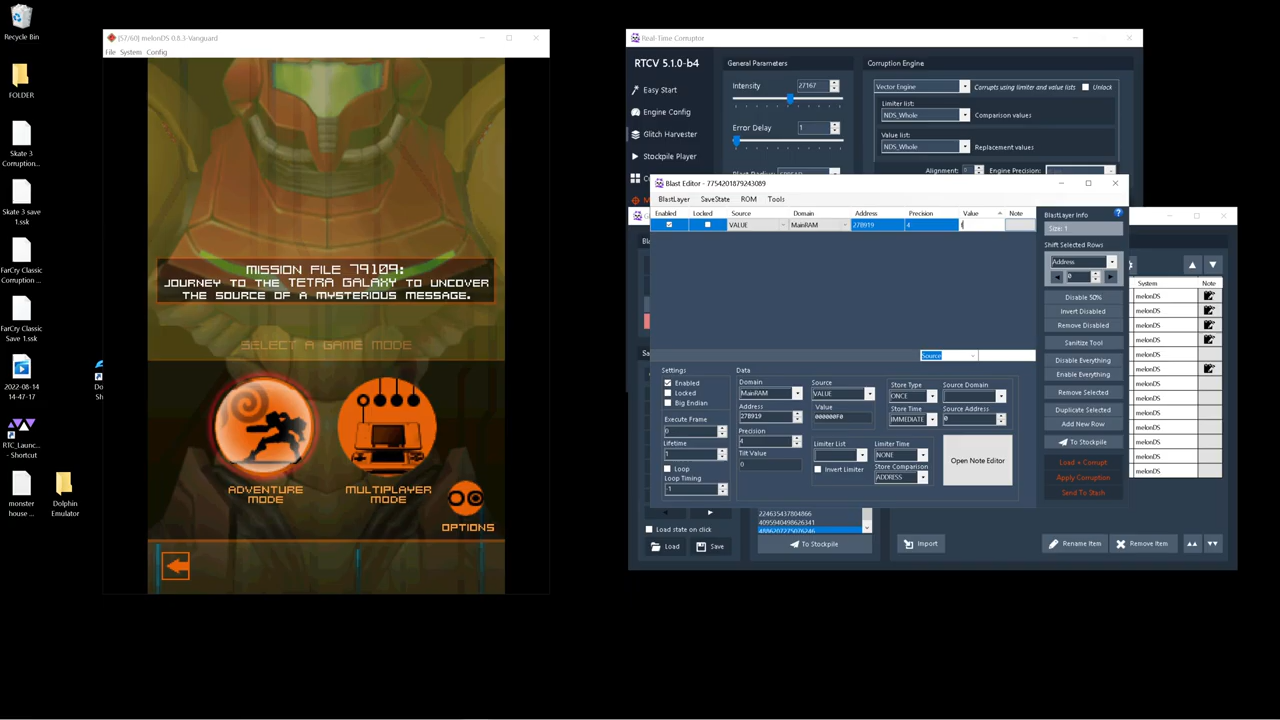 Recycle Bin
FOLDER
Skate 3
Corruption...
Skate 3 save
1.ssk
FarCry Classic
Corruption ...
FarCry Classic
Save 1.ssk
2022-08-14
14-47-17
RTC_Launc...
- Shortcut
monster
house ...
Dolphin
Emulator
[57/60] melonDS 0.8.3-Vanguard
File System Config
MISSION FILE 79109:
JOURNEY TO THE TETRA GALAXY TO UNCOVER
THE SOURCE OF A MYSTERIOUS MESSAGE.
SELECT A GAME MODE
ADVENTURE
MODE
MULTIPLAYER
MODE
OPTIONS
Real-Time Corruptor
RTCV 5.1.0-b4
Easy Start
Engine Config
Glitch Harvester
Stockpile Player
General Parameters
Intensity 27167
Error Delay 1
Corruption Engine
Vector Engine Corrupts using limiter and value lists Unlock
Limiter list:
NDS_Whole Comparison values
Value list:
NDS_Whole Replacement values
Alignment: Engine Precision:
Blast Editor - 7754201879243089
BlastLayer SaveState ROM Tools
Enabled Locked Source Domain Address Precision Value Note
VALUE MainRAM 27B919 4
Source
Settings
Enabled
Locked
Big Endian
Execute Frame
0
Lifetime
1
Loop
Loop Timing
-1
Data
Domain
MainRAM
Address
27B919
Precision
4
Tilt Value
0
Source
VALUE
Value
000000F0
Limiter List
Invert Limiter
Store Type
ONCE
Store Time
IMMEDIATE
Limiter Time
NONE
Store Comparison
ADDRESS
Source Domain
Source Address
0
Open Note Editor
BlastLayer Info
Size: 1
Shift Selected Rows
Address
0
Disable 50%
Invert Disabled
Remove Disabled
Sanitize Tool
Disable Everything
Enable Everything
Remove Selected
Duplicate Selected
Add New Row
To Stockpile
Load + Corrupt
Apply Corruption
Send To Stash
System Note
melonDS
melonDS
melonDS
melonDS
melonDS
melonDS
melonDS
melonDS
melonDS
melonDS
melonDS
melonDS
melonDS
Load state on click
Load Save
224635437804866
4095940498626341
4886207275076246
To Stockpile
Import
Rename Item
Remove Item